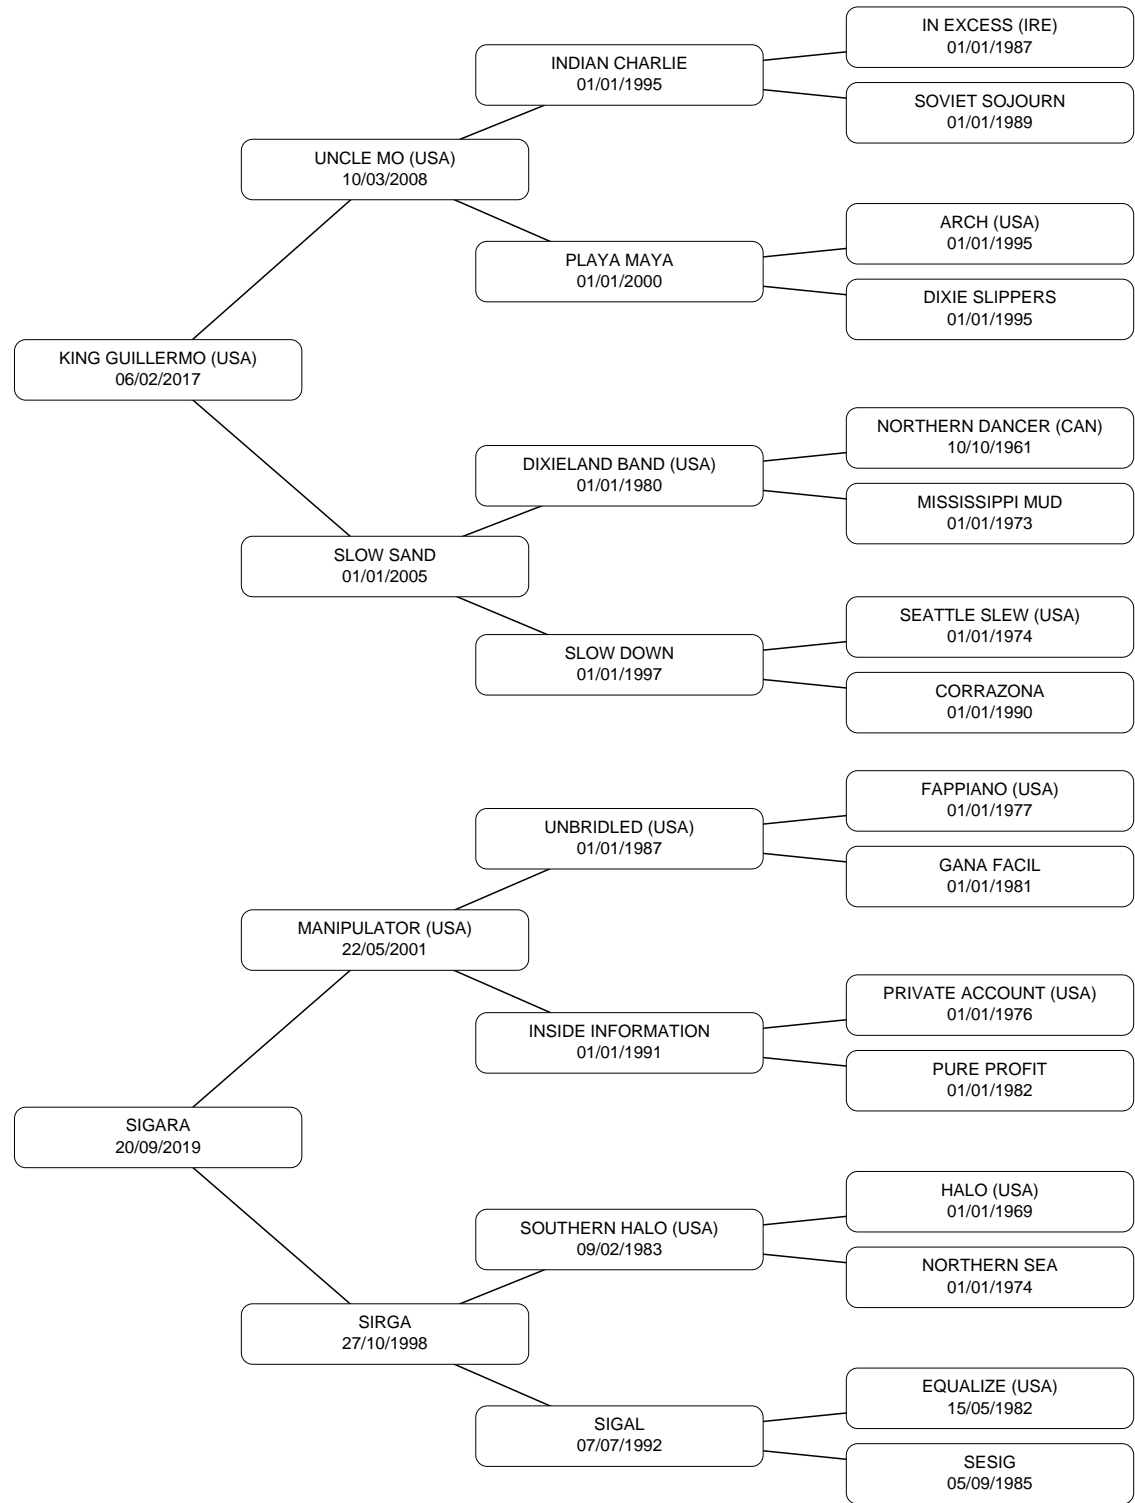 IN EXCESS (IRE)
01/01/1987
INDIAN CHARLIE
01/01/1995
SOVIET SOJOURN
01/01/1989
UNCLE MO (USA)
10/03/2008
ARCH (USA)
01/01/1995
PLAYA MAYA
01/01/2000
DIXIE SLIPPERS
01/01/1995
KING GUILLERMO (USA)
06/02/2017
NORTHERN DANCER (CAN)
10/10/1961
DIXIELAND BAND (USA)
01/01/1980
MISSISSIPPI MUD
01/01/1973
SLOW SAND
01/01/2005
SEATTLE SLEW (USA)
01/01/1974
SLOW DOWN
01/01/1997
CORRAZONA
01/01/1990
FAPPIANO (USA)
01/01/1977
UNBRIDLED (USA)
01/01/1987
GANA FACIL
01/01/1981
MANIPULATOR (USA)
22/05/2001
PRIVATE ACCOUNT (USA)
01/01/1976
INSIDE INFORMATION
01/01/1991
PURE PROFIT
01/01/1982
SIGARA
20/09/2019
HALO (USA)
01/01/1969
SOUTHERN HALO (USA)
09/02/1983
NORTHERN SEA
01/01/1974
SIRGA
27/10/1998
EQUALIZE (USA)
15/05/1982
SIGAL
07/07/1992
SESIG
05/09/1985